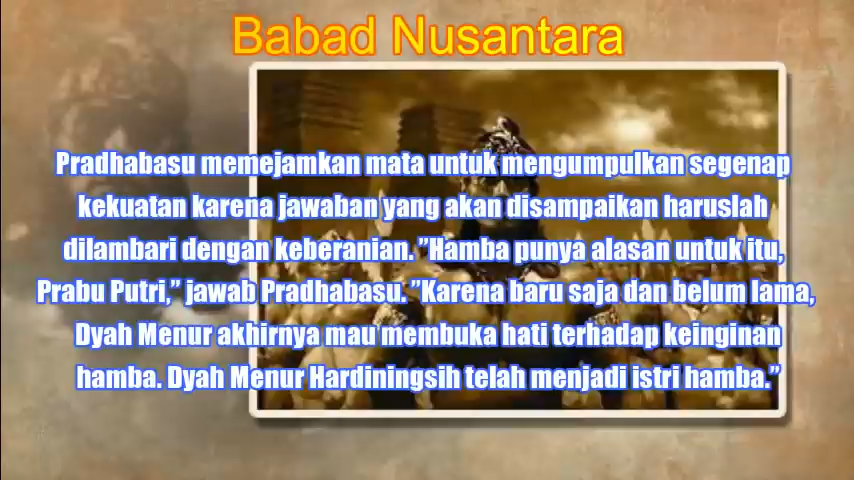 Babad Nusantara
Pradhabasu memejamkan mata untuk mengumpulkan segenap
kekuatan karena jawaban yang akan disampaikan haruslah
dilambari dengan keberanian. ”Hamba punya alasan untuk itu,
Prabu Putri,” jawab Pradhabasu. ”Karena baru saja dan belum lama,
Dyah Menur akhirnya mau membuka hati terhadap keinginan
hamba. Dyah Menur Hardiningsih telah menjadi istri hamba.”